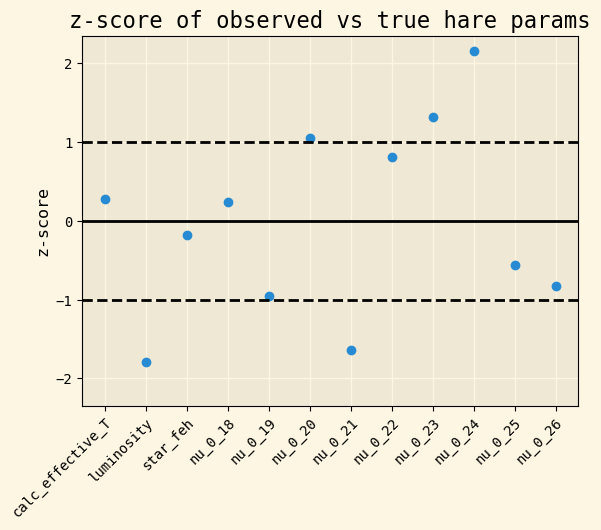 z-score of observed vs true hare params
z-score
2
1
0
−1
−2
calc_effective_T
luminosity
star_feh
nu_0_18
nu_0_19
nu_0_20
nu_0_21
nu_0_22
nu_0_23
nu_0_24
nu_0_25
nu_0_26